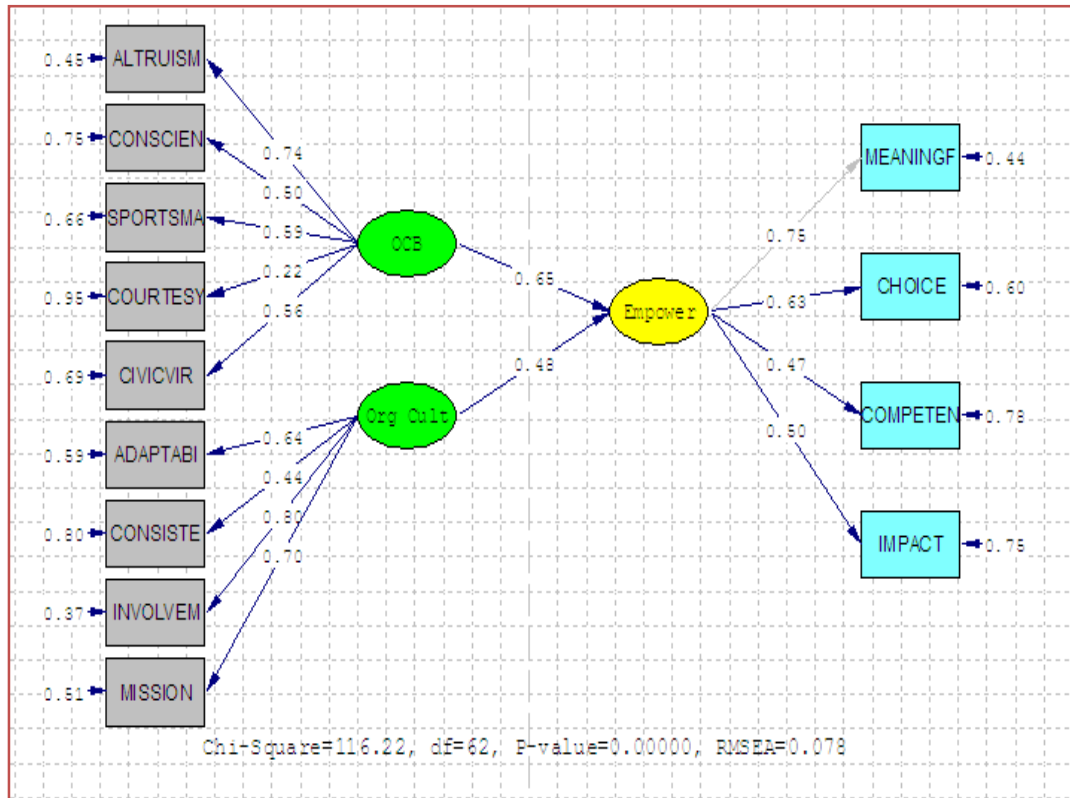 0.45
ALTRUISM
0.75
CONSCIEN
0.66
SPORTSMA
0.95
COURTESY
0.69
CIVICVIR
0.59
ADAPTABI
0.80
CONSISTE
0.37
INVOLVEM
0.51
MISSION
0.74
0.50
0.59
0.22
0.56
0.64
0.44
0.80
0.70
OCB
Org Cult
0.65
0.48
Empower
0.75
0.63
0.47
0.50
MEANINGF
0.44
CHOICE
0.60
COMPETEN
0.78
IMPACT
0.75
Chi-Square=116.22, df=62, P-value=0.00000, RMSEA=0.078